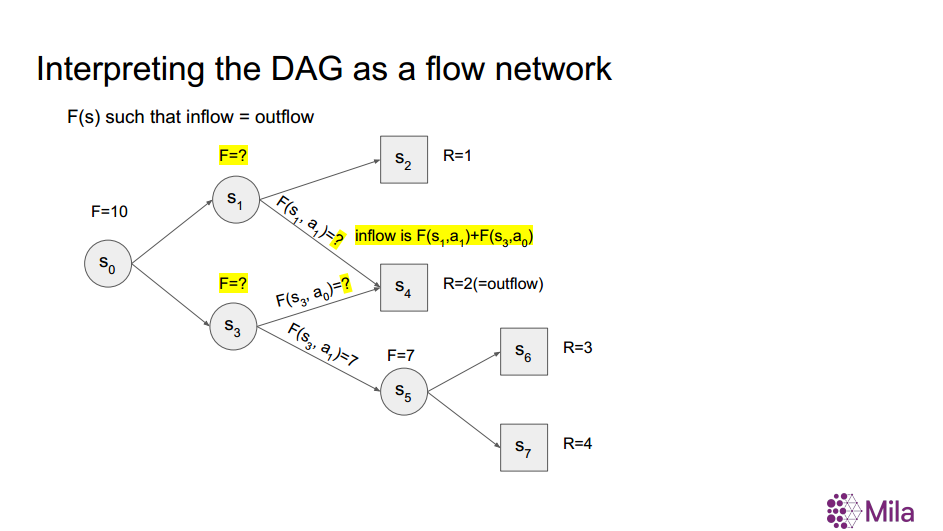 Interpreting the DAG as a flow network
F(s) such that inflow = outflow
F=?
s2
R=1
s1
F(s1, a1)=?
F=10
inflow is F(s1,a1)+F(s3,a0)
s0
F=?
F(s3, a0)=?
s4
R=2(=outflow)
s3
F(s3, a1)=7
F=7
s6
R=3
s5
s7
R=4
Mila